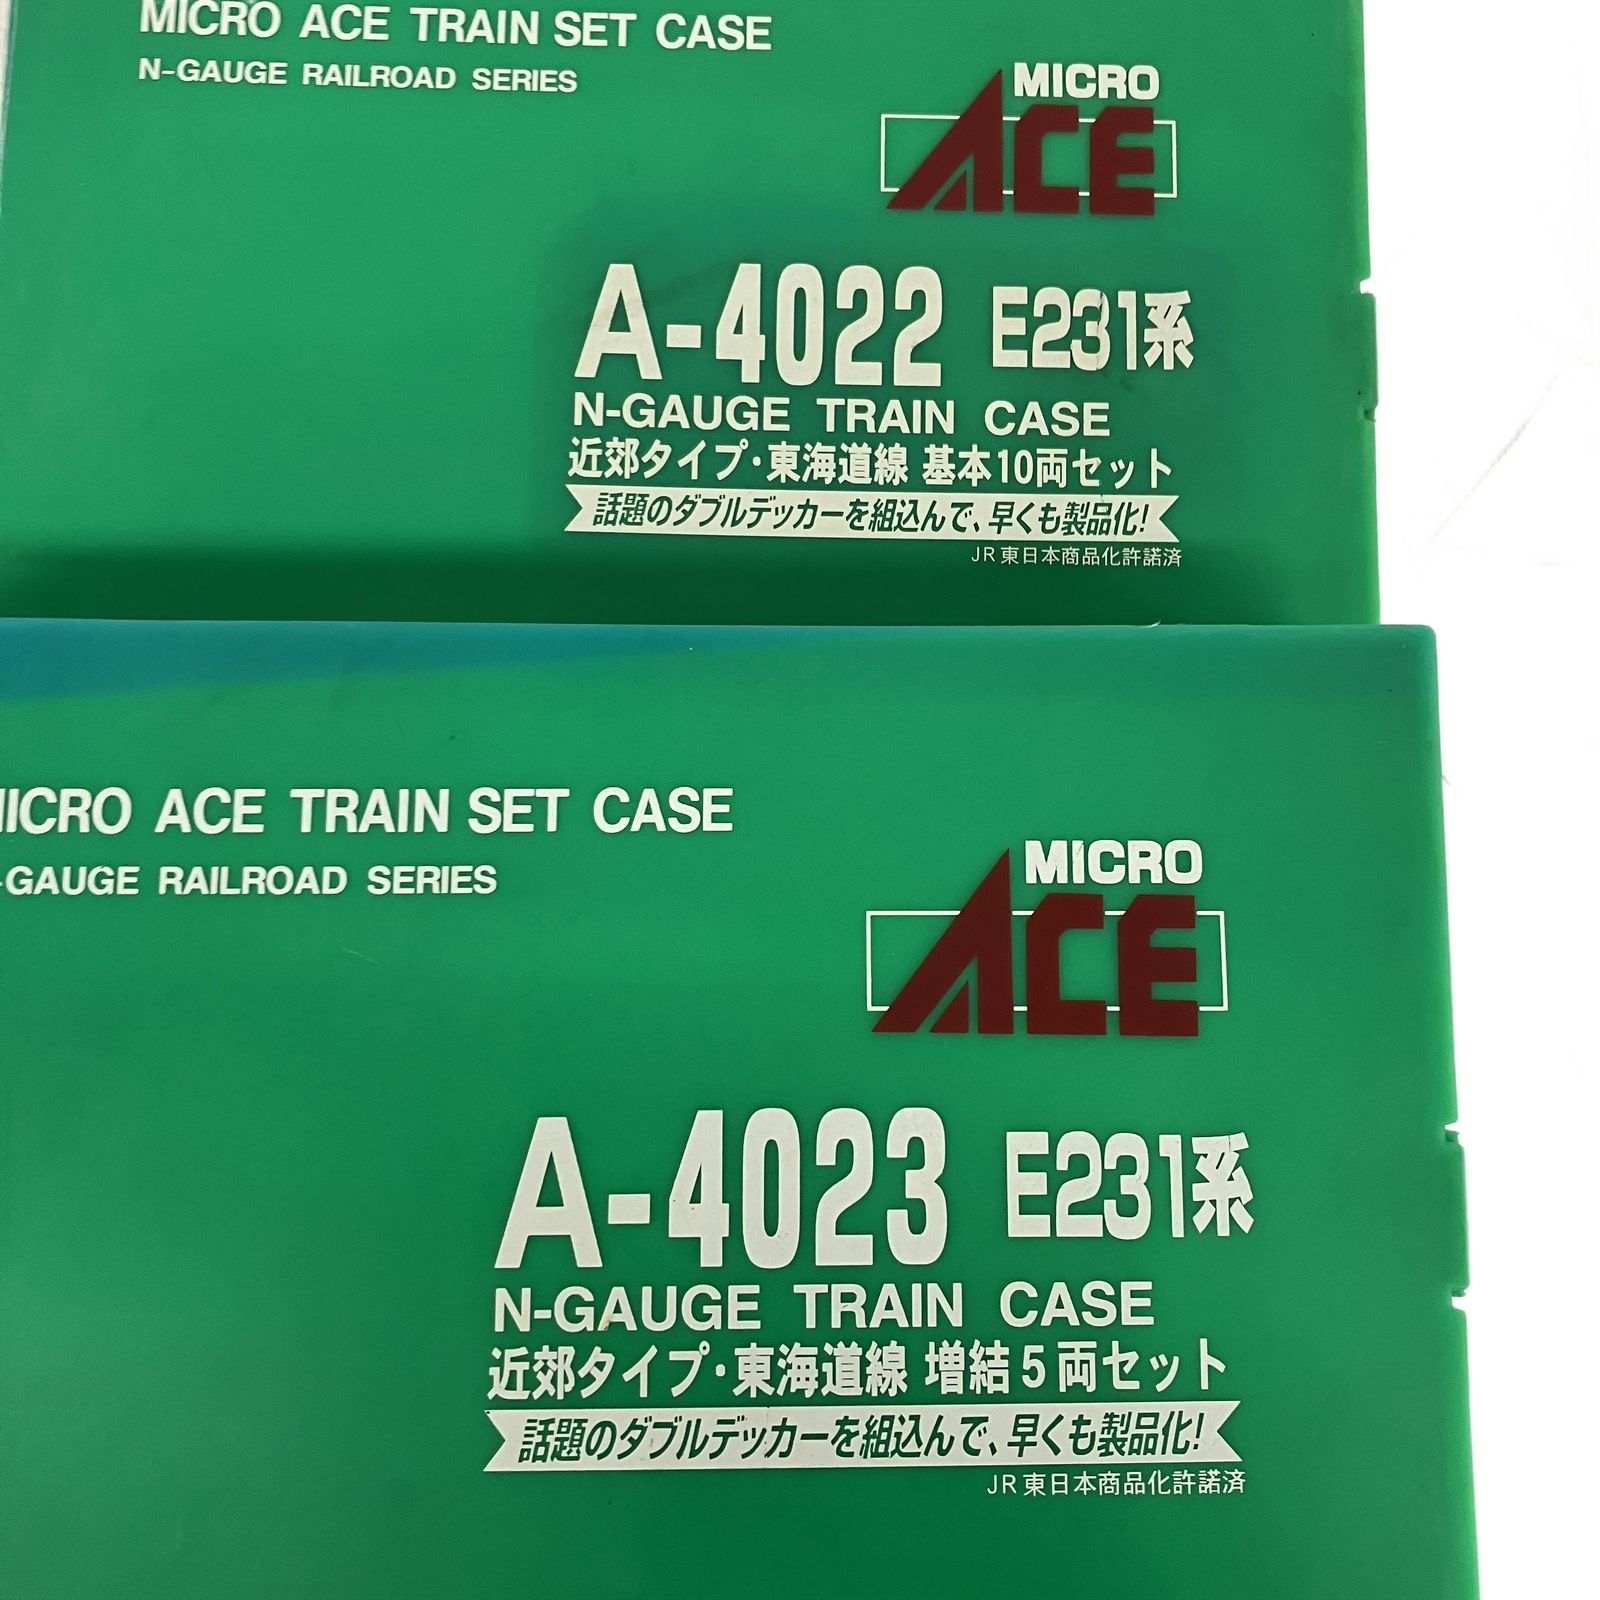 MICRO ACE TRAIN SET CASE
N-GAUGE RAILROAD SERIES
MICRO
ACE
A-4022 E231系
N-GAUGE TRAIN CASE
近郊タイプ・東海道線 基本10両セット
話題のダブルデッカーを組込んで、早くも製品化!
JR東日本商品化許諾済
MICRO ACE TRAIN SET CASE
-GAUGE RAILROAD SERIES
MICRO
ACE
A-4023 E231系
N-GAUGE TRAIN CASE
近郊タイプ・東海道線 増結5両セット
話題のダブルデッカーを組込んで、早くも製品化!
JR東日本商品化許諾済